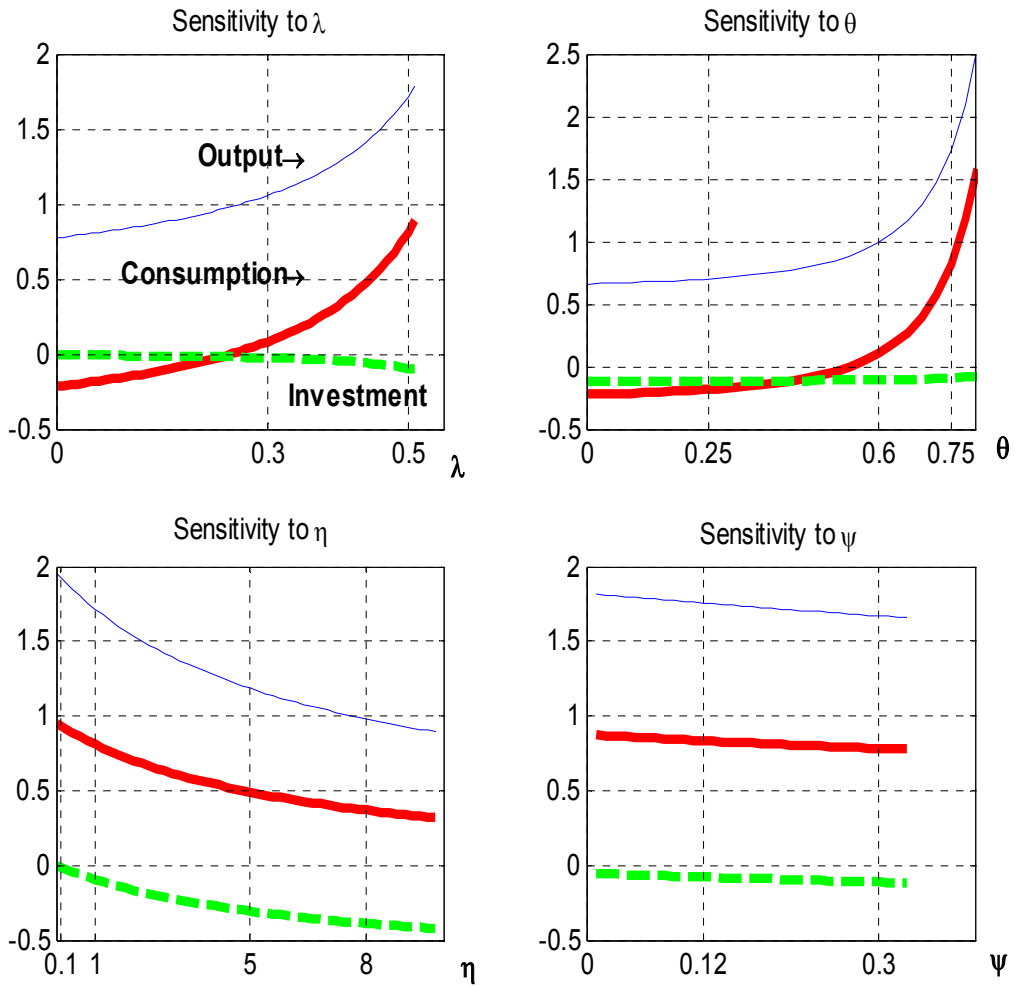 Sensitivity to λ
2
1.5
Output→
1
Consumption→
0.5
0
Investment
-0.5
0 0.3 0.5
λ
Sensitivity to θ
2.5
2
1.5
1
0.5
0
-0.5
0 0.25 0.6 0.75
θ
Sensitivity to η
2
1.5
1
0.5
0
-0.5
0.1 1 5 8
η
Sensitivity to ψ
2
1.5
1
0.5
0
-0.5
0 0.12 0.3
ψ